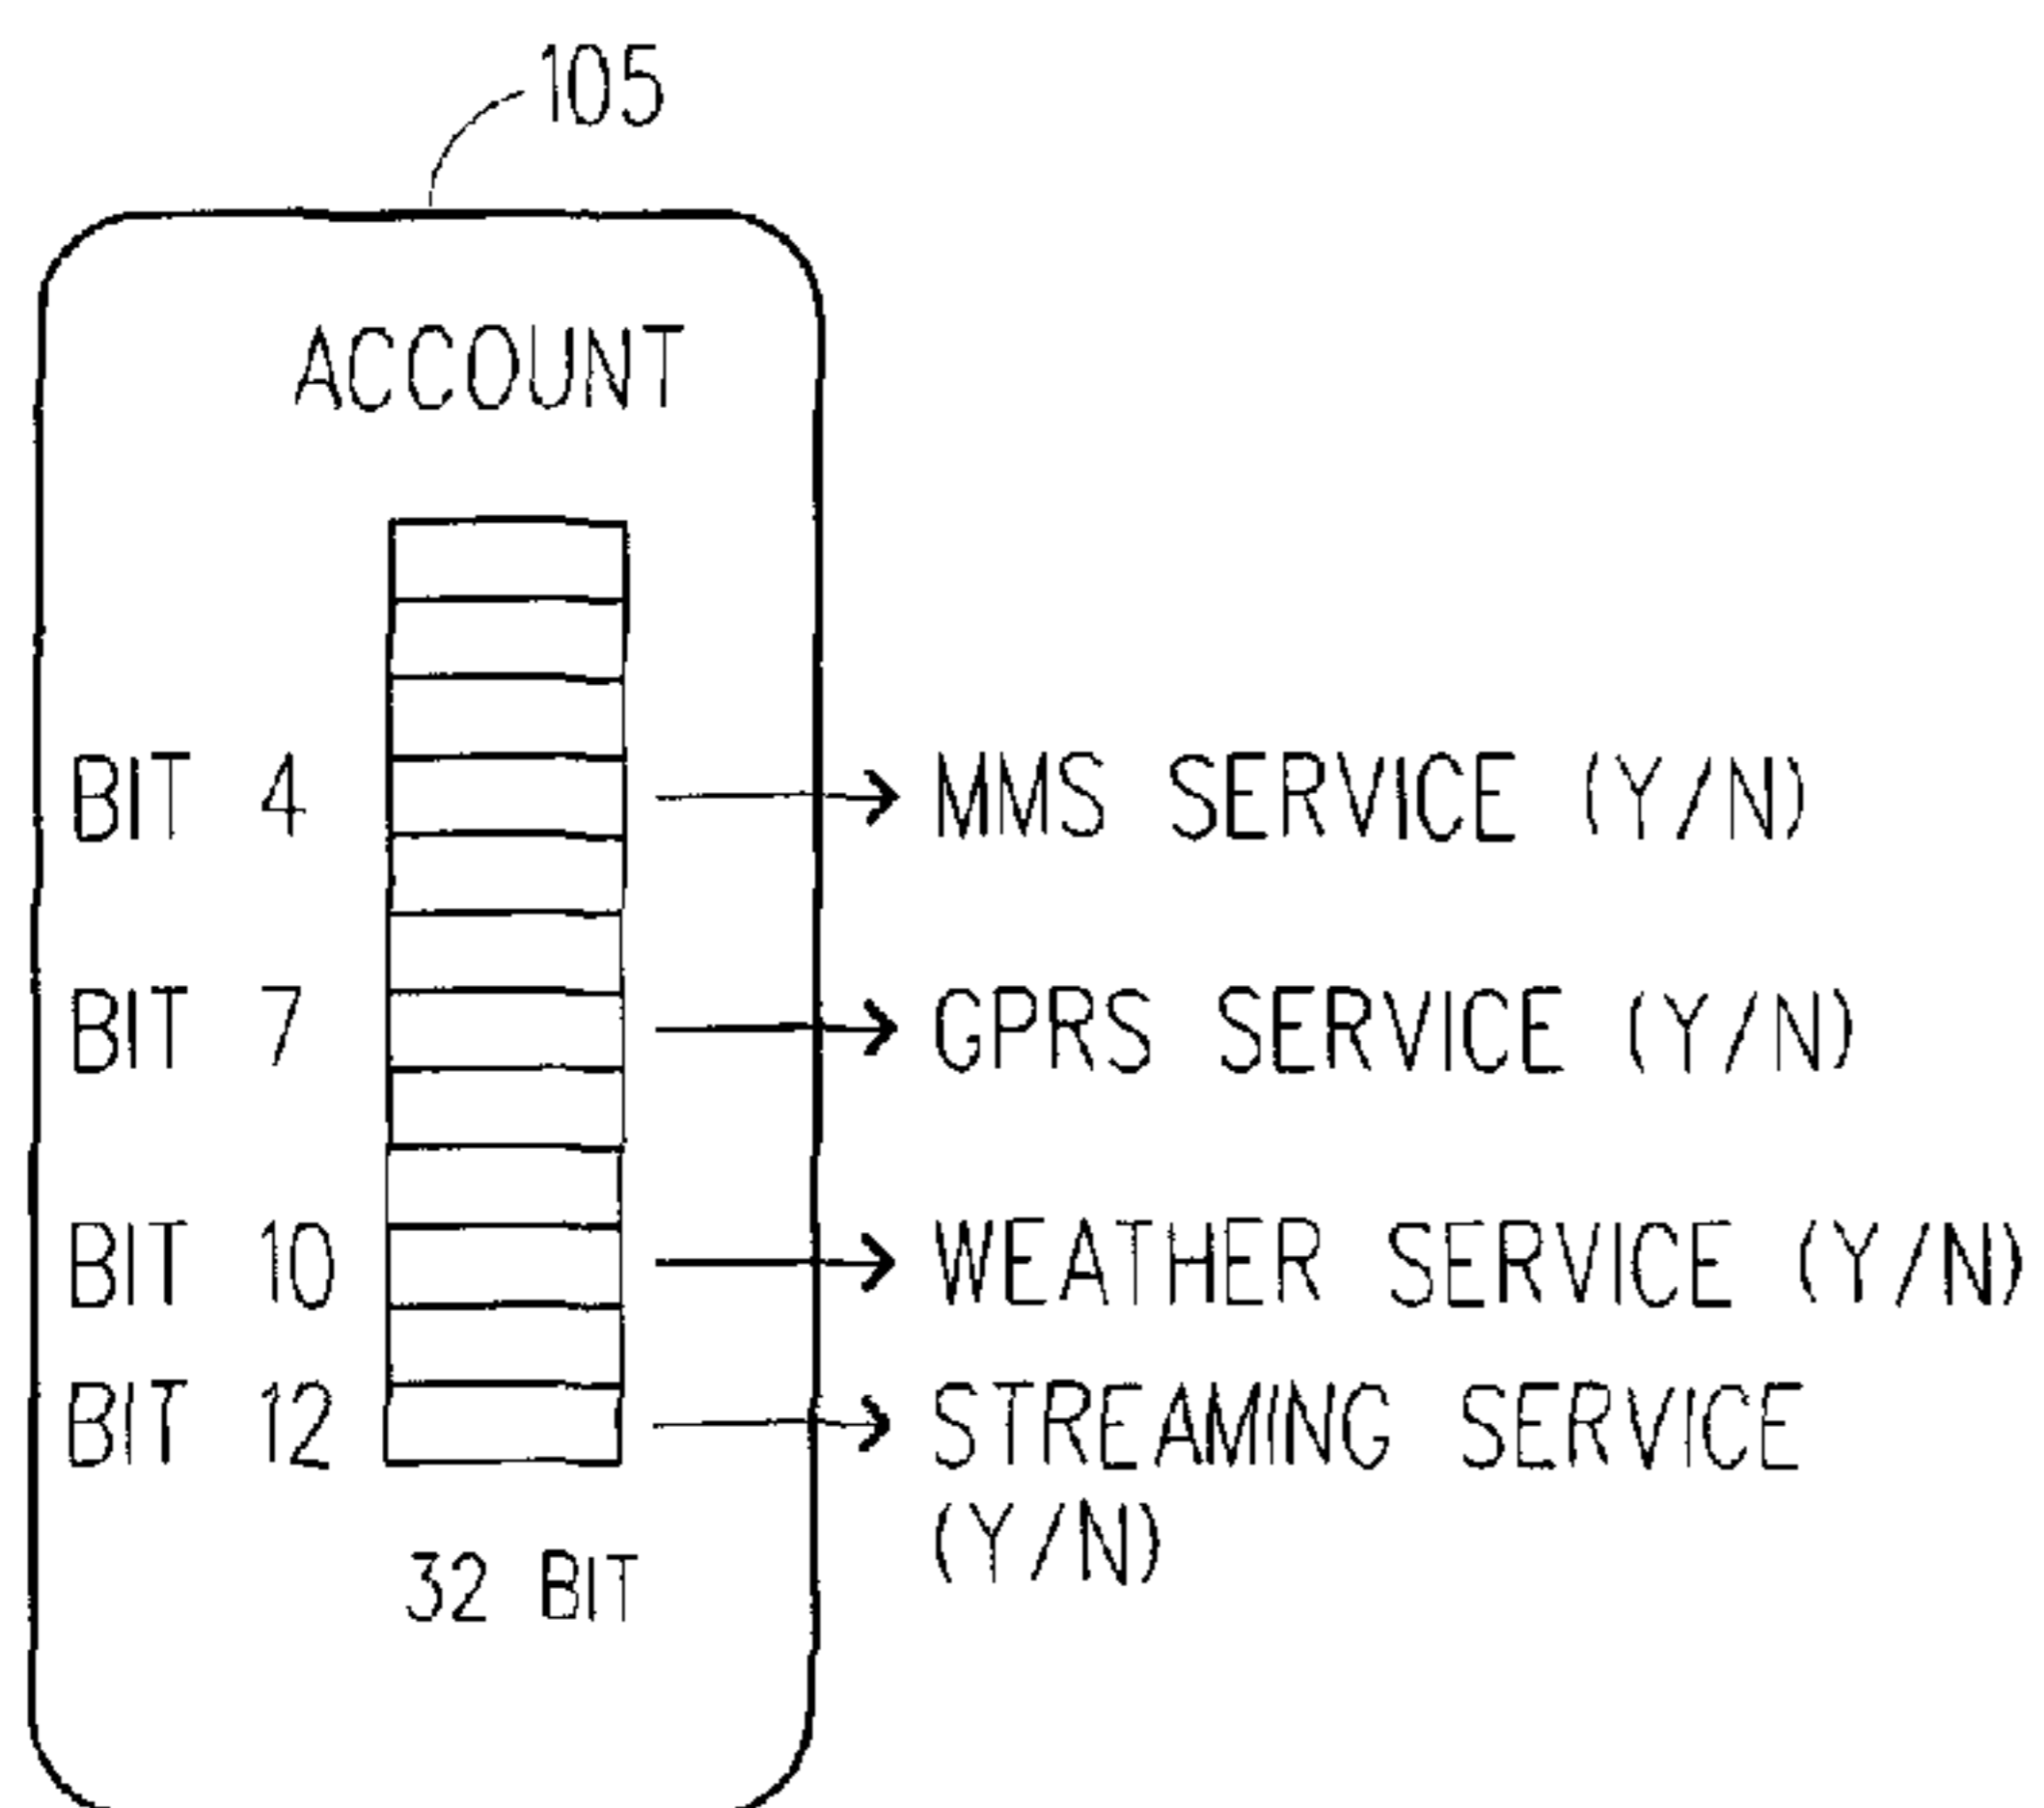 105
ACCOUNT
BIT 4 MMS SERVICE (Y/N)
BIT 7 GPRS SERVICE (Y/N)
BIT 10 WEATHER SERVICE (Y/N)
BIT 12 STREAMING SERVICE
(Y/N)
32 BIT